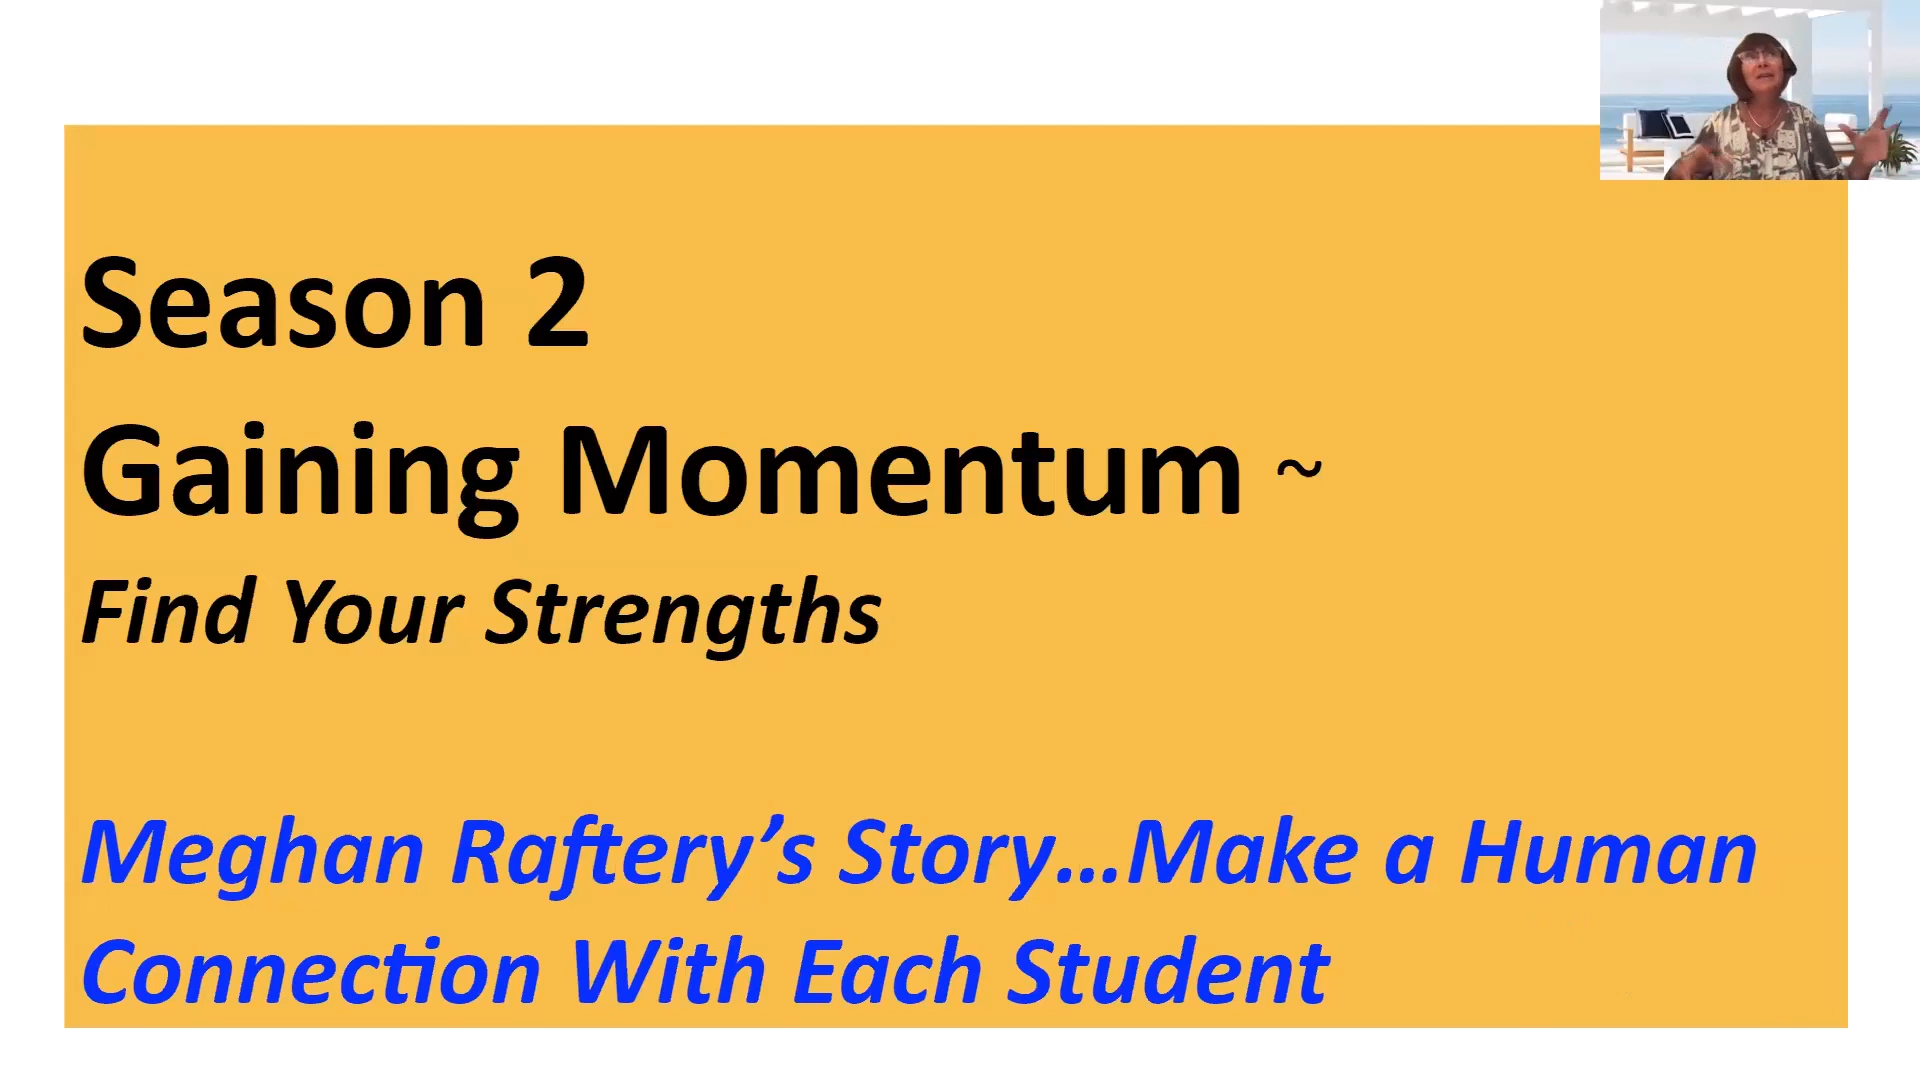 Season 2
Gaining Momentum ~
Find Your Strengths
Meghan Raftery’s Story…Make a Human
Connection With Each Student